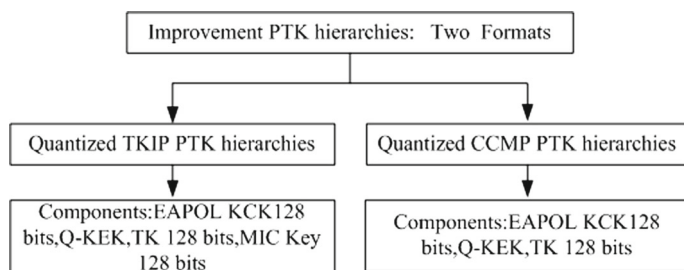 Improvement PTK hierarchies: Two Formats
Quantized TKIP PTK hierarchies
Quantized CCMP PTK hierarchies
Components:EAPOL KCK128
bits,Q-KEK,TK 128 bits,MIC Key
128 bits
Components:EAPOL KCK128
bits,Q-KEK,TK 128 bits